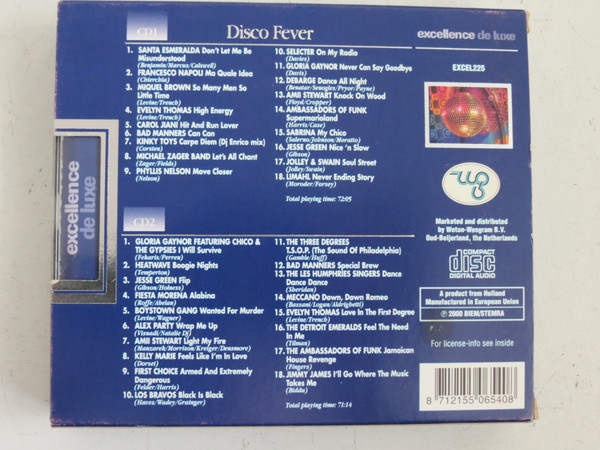 CD1
Disco Fever
excellence de luxe
1. SANTA ESMERALDA Don't Let Me Be
Misunderstood
(Benjamin/Marcus/Caldwell)
2. FRANCESCO NAPOLI Ma Quale Idea
(Chierchia)
3. MIQUEL BROWN So Many Men So
Little Time
(Levine/Trench)
4. EVELYN THOMAS High Energy
(Levine/Trench)
5. CAROL JIANI Hit And Run Lover
6. BAD MANNERS Can Can
7. KINKY TOYS Carpe Diem (Dj Enrico mix)
(Corsten)
8. MICHAEL ZAGER BAND Let's All Chant
(Zager/Fields)
9. PHYLLIS NELSON Move Closer
(Nelson)
10. SELECTER On My Radio
(Davies)
11. GLORIA GAYNOR Never Can Say Goodbye
(Davis)
12. DEBARGE Dance All Night
(Benatar/Senogles/Pryor/Payne)
13. AMII STEWART Knock On Wood
(Floyd/Cropper)
14. AMBASSADORS OF FUNK
Supermarioland
(Harris/Case)
15. SABRINA My Chico
(Salerno/Johnson/Moratto)
16. JESSE GREEN Nice 'n Slow
(Gibson)
17. JOLLEY & SWAIN Soul Street
(Jolley/Swain)
18. LIMAHL Never Ending Story
(Moroder/Forsey)
Total playing time: 72:05
EXCEL225
excellence
de luxe
CD2
1. GLORIA GAYNOR FEATURING CHICO &
THE GYPSIES I Will Survive
(Fekaris/Perren)
2. HEATWAVE Boogie Nights
(Temperton)
3. JESSE GREEN Flip
(Gibson/Holness)
4. FIESTA MORENA Alabina
(Roffe/Abelan)
5. BOYSTOWN GANG Wanted For Murder
(Levine/Wagner)
6. ALEX PARTY Wrap Me Up
(Visnadi/Natale Dj)
7. AMII STEWART Light My Fire
(Manzarek/Morrison/Kreiger/Densmore)
8. KELLY MARIE Feels Like I'm In Love
(Dorset)
9. FIRST CHOICE Armed And Extremely
Dangerous
(Felder/Harris)
10. LOS BRAVOS Black Is Black
(Hayes/Wadey/Grainger)
11. THE THREE DEGREES
T.S.O.P. (The Sound Of Philadelphia)
(Gamble/Huff)
12. BAD MANNERS Special Brew
13. THE LES HUMPHRIES SINGERS Dance
Dance Dance
(Sheridan)
14. MECCANO Down, Down Romeo
(Bassani/Logan/Aldrighetti)
15. EVELYN THOMAS Love In The First Degree
(Levine/Trench)
16. THE DETROIT EMERALDS Feel The Need
In Me
(Tilman)
17. THE AMBASSADORS OF FUNK Jamaican
House Revenge
(Fingers)
18. JIMMY JAMES I'll Go Where The Music
Takes Me
(Biddu)
Total playing time: 71:14
Marketed and distributed
by Weton-Wesgram B.V.
Oud-Beijerland, the Netherlands
COMPACT
disc
DIGITAL AUDIO
A product from Holland
Manufactured in European Union
℗ 2000 BIEM/STEMRA
For license-info see inside
8 712155 065408